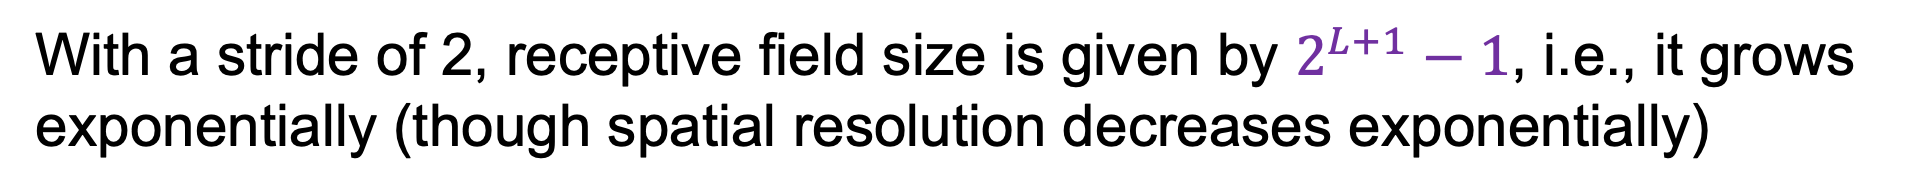 With a stride of 2, receptive field size is given by $2^{L+1} - 1$, i.e., it grows
exponentially (though spatial resolution decreases exponentially)